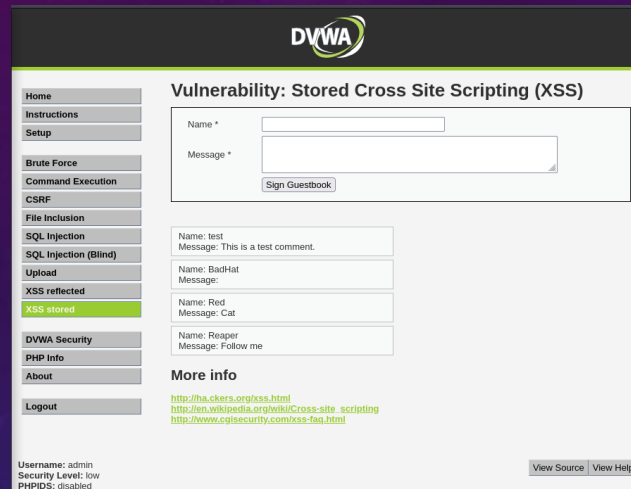 DVWA
Vulnerability: Stored Cross Site Scripting (XSS)
Home
Instructions
Setup
Brute Force
Command Execution
CSRF
File Inclusion
SQL Injection
SQL Injection (Blind)
Upload
XSS reflected
XSS stored
DVWA Security
PHP Info
About
Logout
Name *
Message *
Sign Guestbook
Name: test
Message: This is a test comment.
Name: BadHat
Message:
Name: Red
Message: Cat
Name: Reaper
Message: Follow me
More info
http://ha.ckers.org/xss.html
http://en.wikipedia.org/wiki/Cross-site_scripting
http://www.cgisecurity.com/xss-faq.html
Username: admin
Security Level: low
PHPIDS: disabled
View Source
View Help